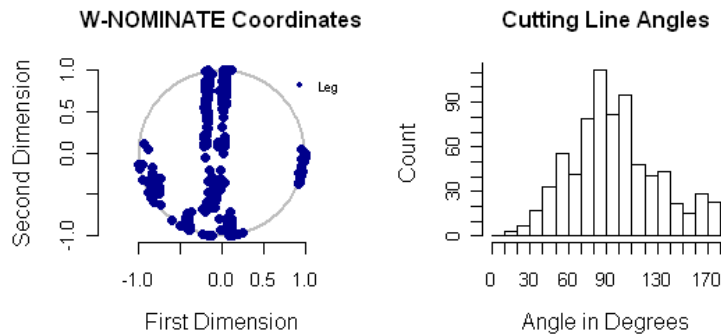 W-NOMINATE Coordinates
Second Dimension
1.0
0.5
0.0
-1.0
Leg
-1.0
0.0
0.5
1.0
First Dimension
Cutting Line Angles
Count
90
60
30
0
0
30
60
90
130
170
Angle in Degrees